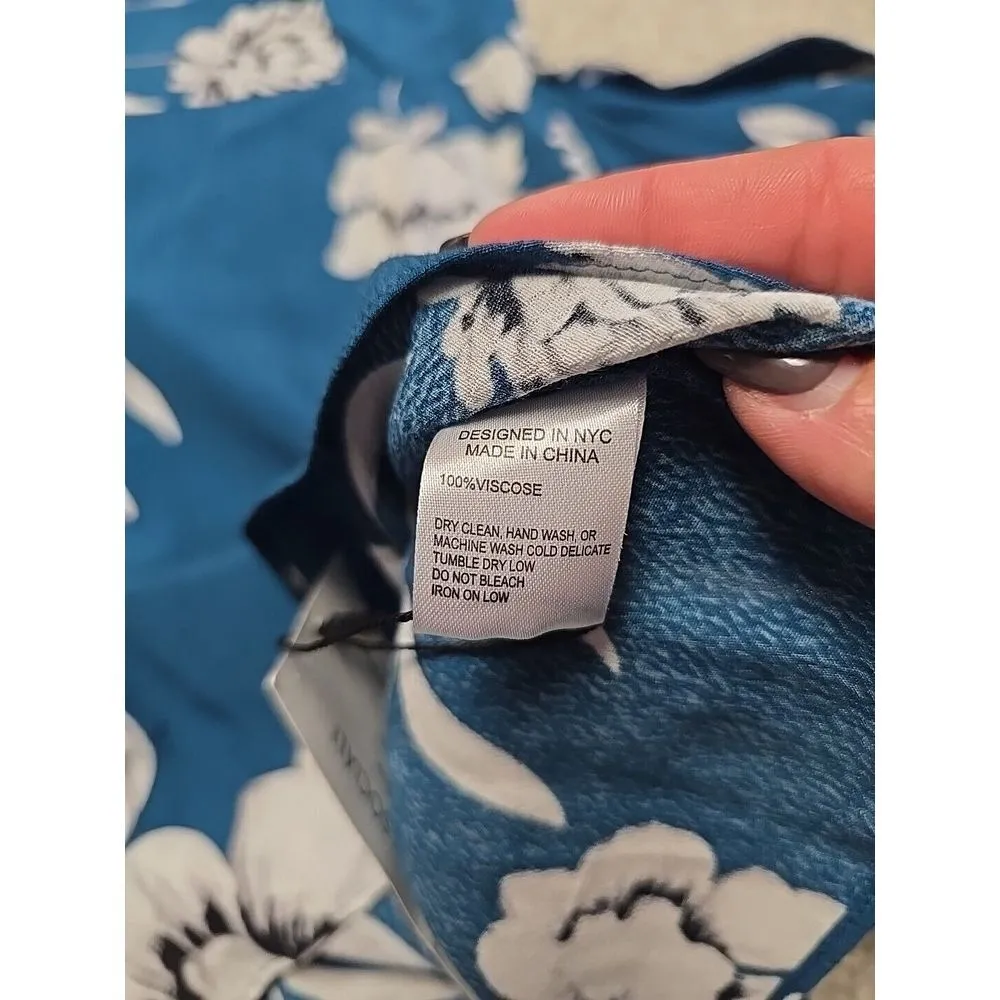 DESIGNED IN NYC
MADE IN CHINA
100%VISCOSE
DRY CLEAN, HAND WASH, OR
MACHINE WASH COLD DELICATE
TUMBLE DRY LOW
DO NOT BLEACH
IRON ON LOW